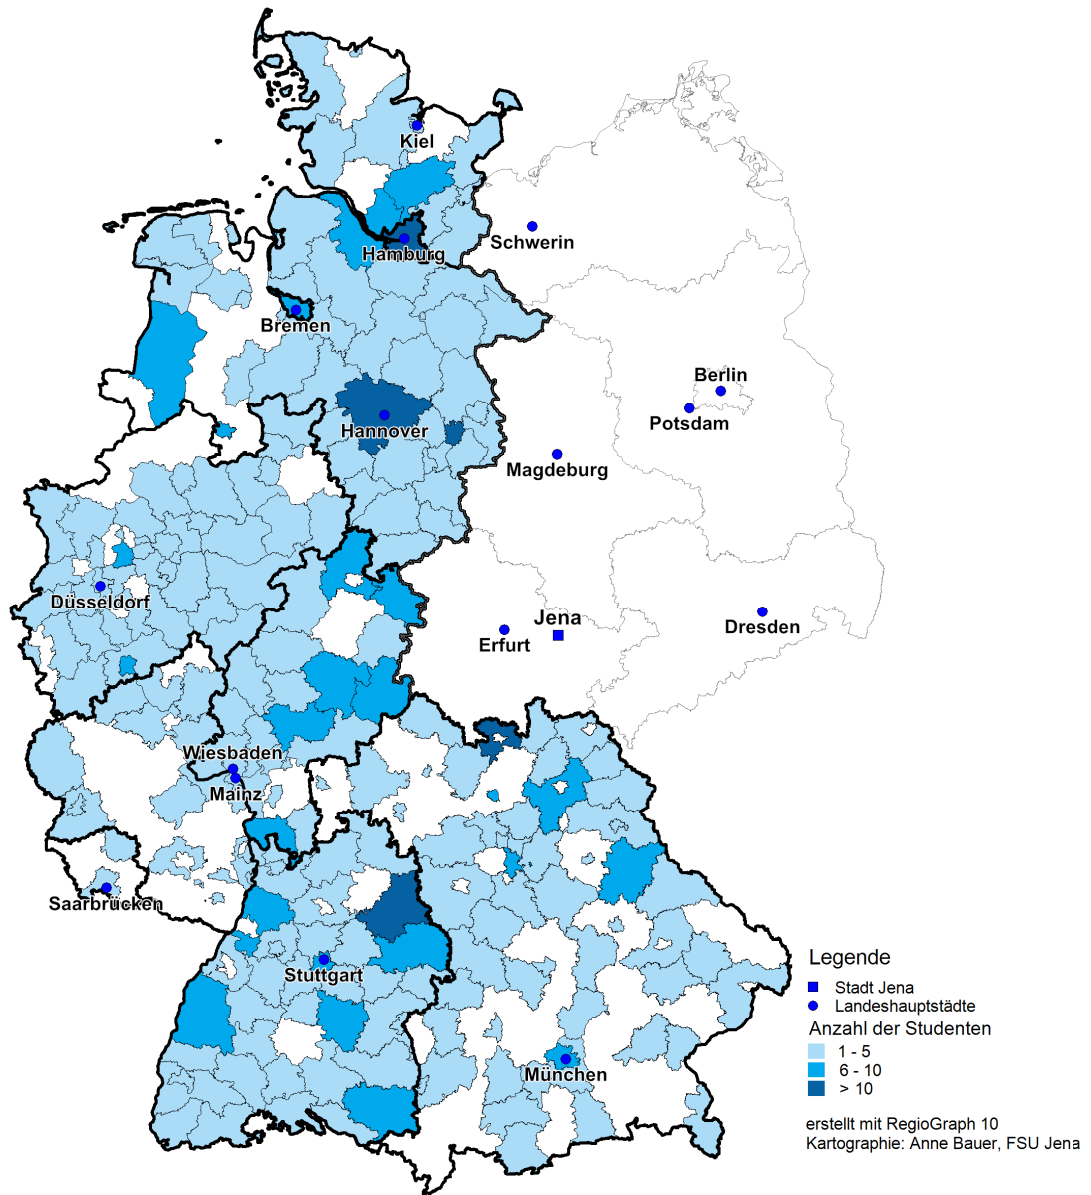 Kiel
Schwerin
Hamburg
Bremen
Berlin
Potsdam
Hannover
Magdeburg
Düsseldorf
Jena
Erfurt
Dresden
Wiesbaden
Mainz
Saarbrücken
Stuttgart
München
Legende
Stadt Jena
Landeshauptstädte
Anzahl der Studenten
1 - 5
6 - 10
> 10
erstellt mit RegioGraph 10
Kartographie: Anne Bauer, FSU Jena